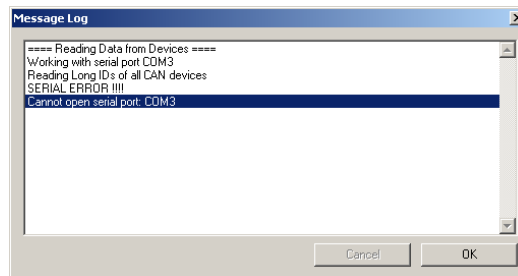 Message Log
==== Reading Data from Devices ====
Working with serial port COM3
Reading Long IDs of all CAN devices
SERIAL ERROR !!!!
Cannot open serial port: COM3
Cancel OK